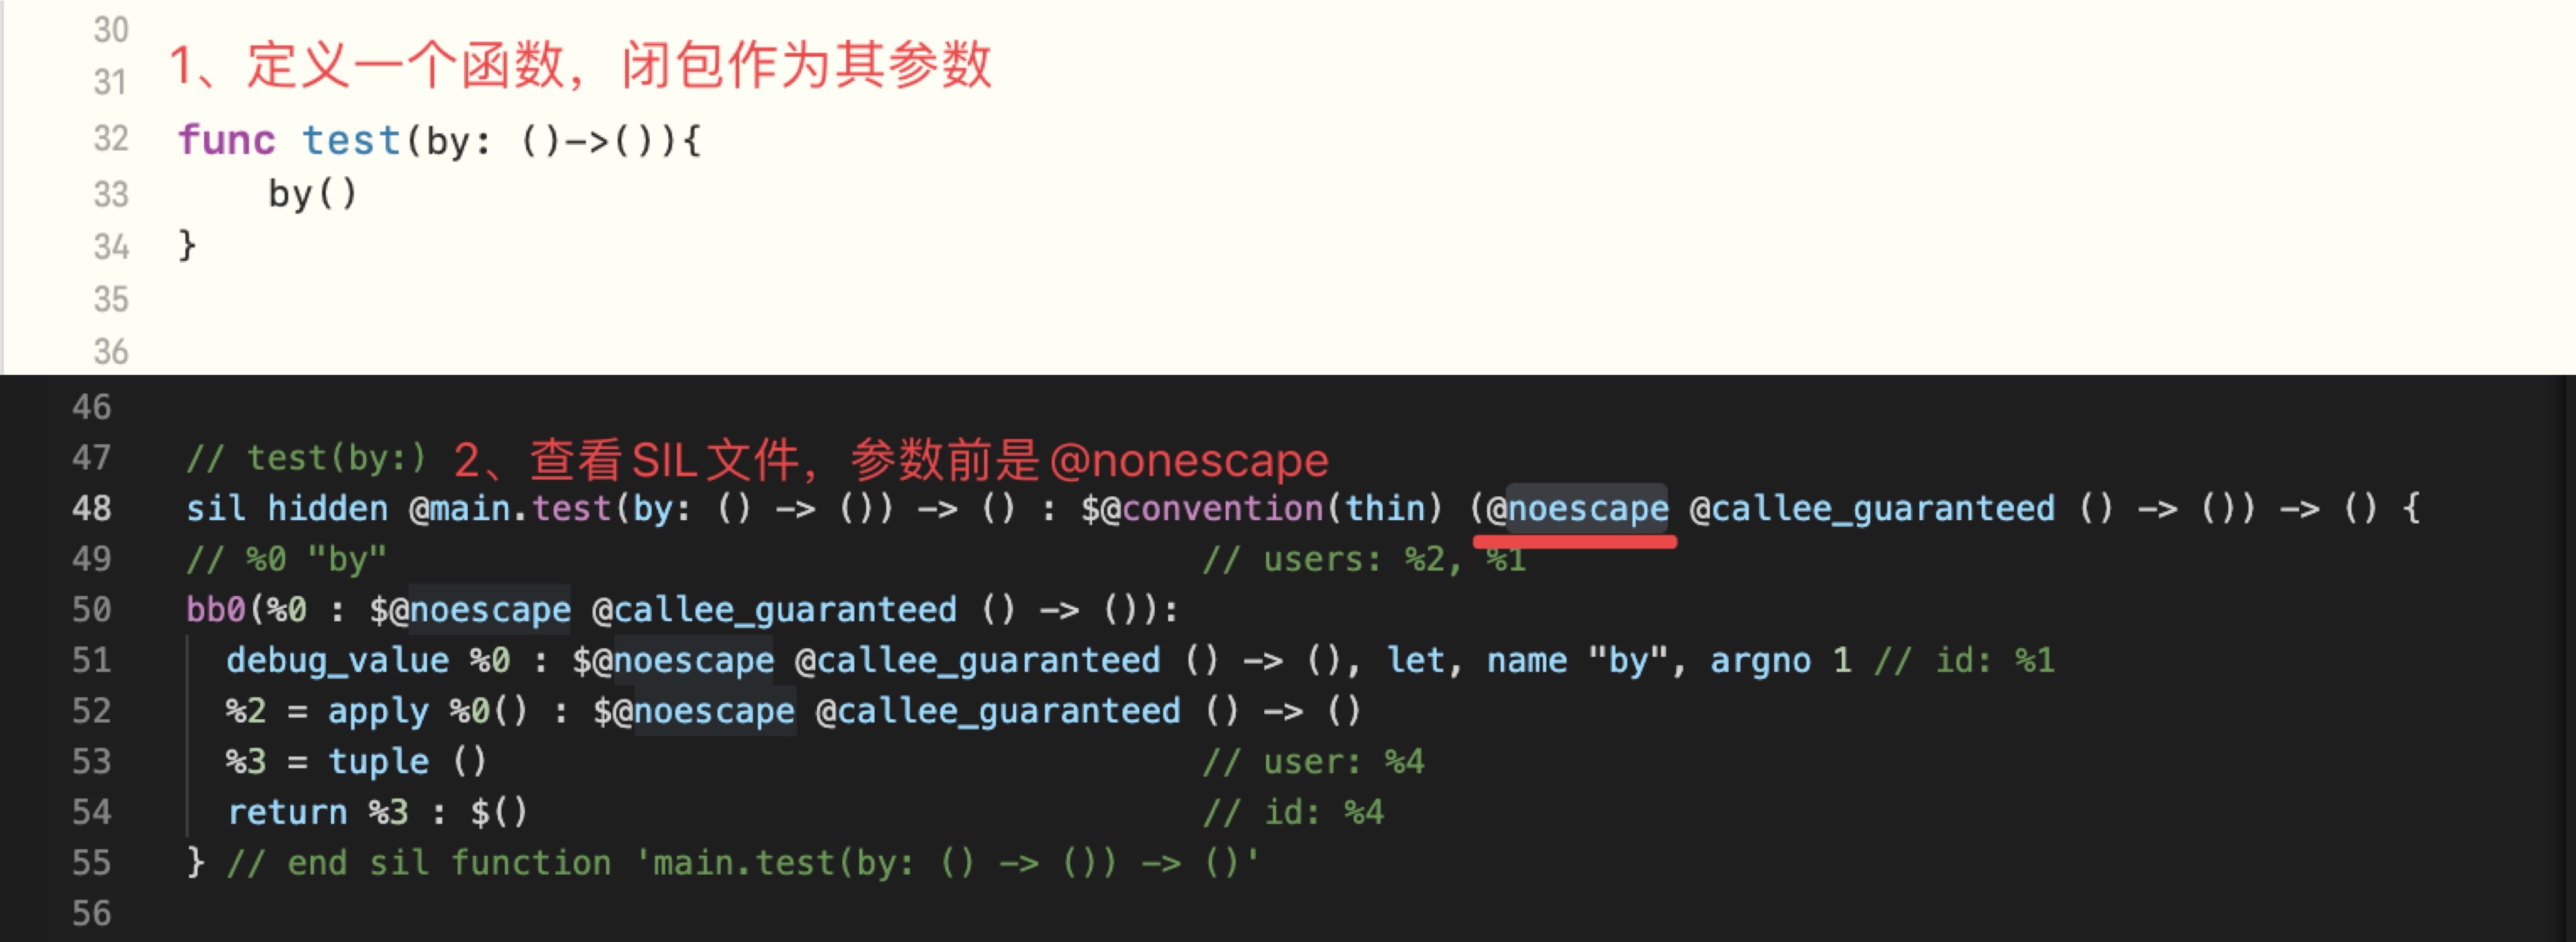 30
1、定义一个函数，闭包作为其参数
31
32 func test(by: ()->()){
33 by()
34 }
35
36
46
47 // test(by:) 2、查看SIL文件，参数前是@nonescape
48 sil hidden @main.test(by: () -> ()) -> () : $@convention(thin) (@noescape @callee_guaranteed () -> ()) -> () {
49 // %0 "by" // users: %2, %1
50 bb0(%0 : $@noescape @callee_guaranteed () -> ()):
51 debug_value %0 : $@noescape @callee_guaranteed () -> (), let, name "by", argno 1 // id: %1
52 %2 = apply %0() : $@noescape @callee_guaranteed () -> ()
53 %3 = tuple () // user: %4
54 return %3 : $() // id: %4
55 } // end sil function 'main.test(by: () -> ()) -> ()'
56